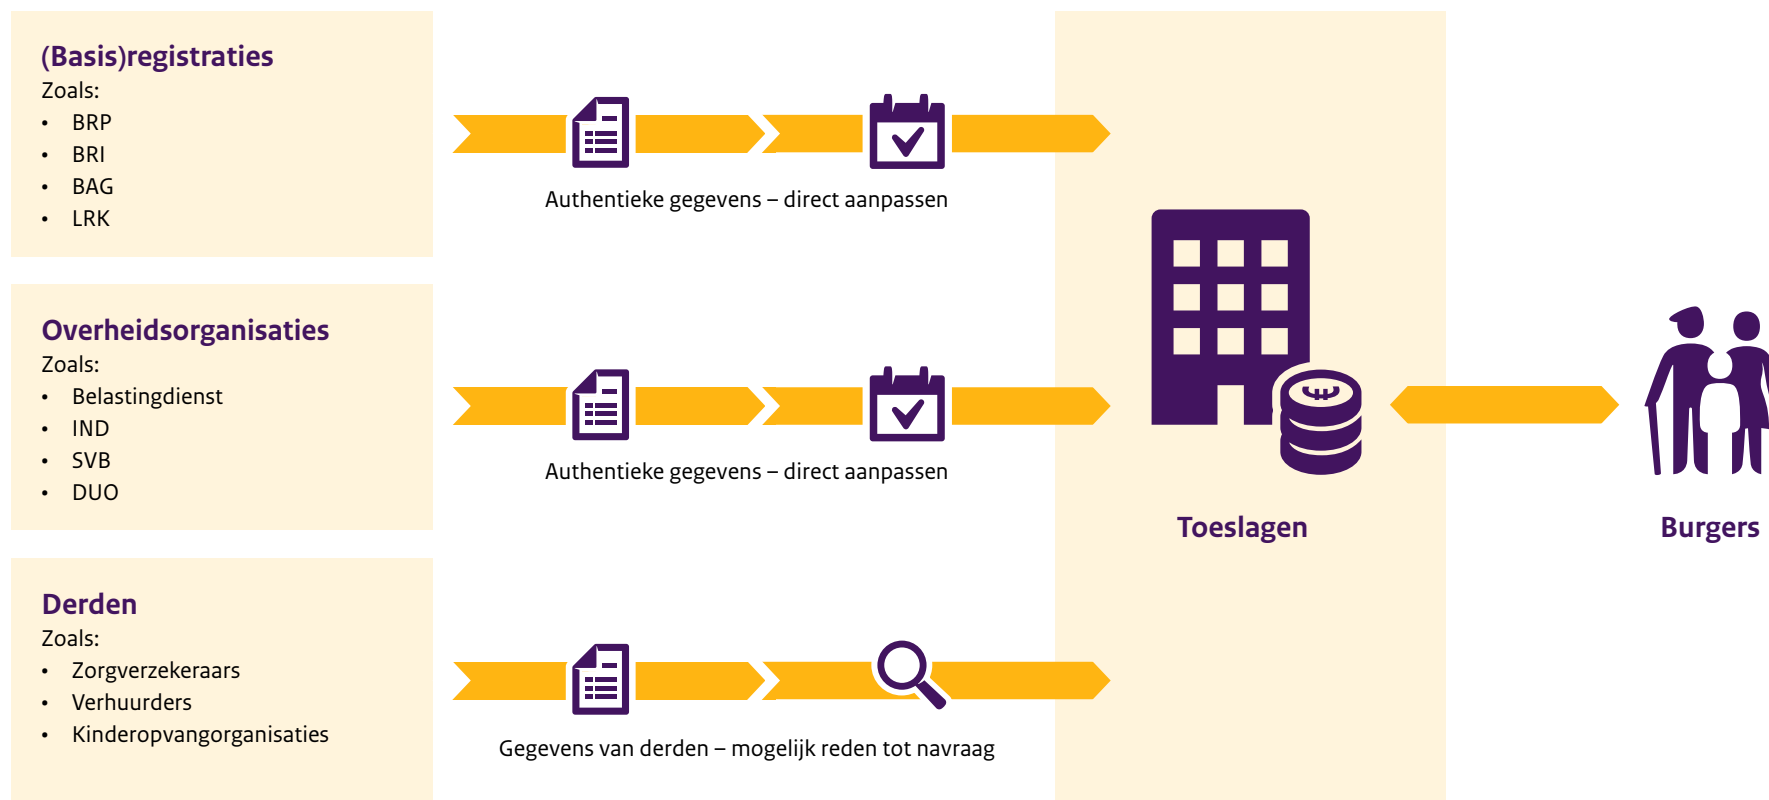 (Basis)registraties
Zoals:
• BRP
• BRI
• BAG
• LRK
Authentieke gegevens – direct aanpassen
Overheidsorganisaties
Zoals:
• Belastingdienst
• IND
• SVB
• DUO
Authentieke gegevens – direct aanpassen
Derden
Zoals:
• Zorgverzekeraars
• Verhuurders
• Kinderopvangorganisaties
Gegevens van derden – mogelijk reden tot navraag
Toeslagen
Burgers